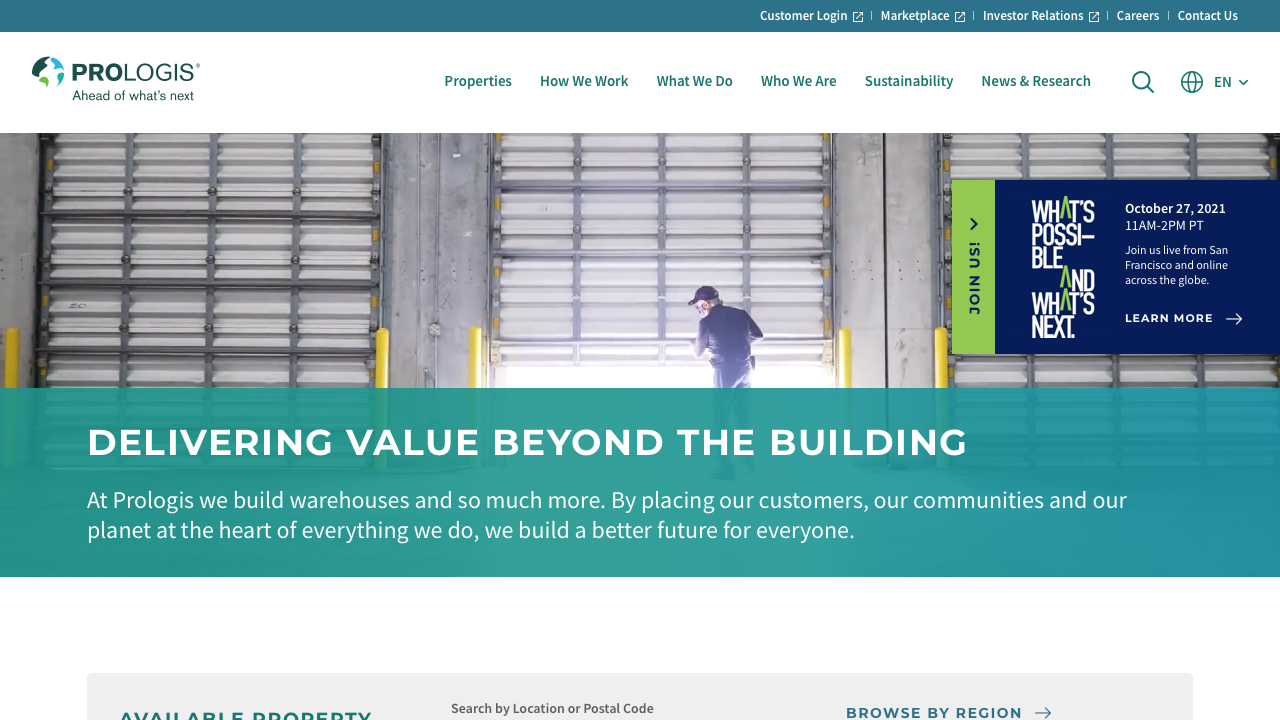 Customer Login
Marketplace
Investor Relations
Careers
Contact Us
PROLOGIS®
Ahead of what's next
Properties
How We Work
What We Do
Who We Are
Sustainability
News & Research
EN
JOIN US!
WHAT'S
POSSI–
BLE
AND
WHAT'S
NEXT.
October 27, 2021
11AM-2PM PT
Join us live from San
Francisco and online
across the globe.
LEARN MORE
DELIVERING VALUE BEYOND THE BUILDING
At Prologis we build warehouses and so much more. By placing our customers, our communities and our
planet at the heart of everything we do, we build a better future for everyone.
AVAILABLE PROPERTY
Search by Location or Postal Code
BROWSE BY REGION